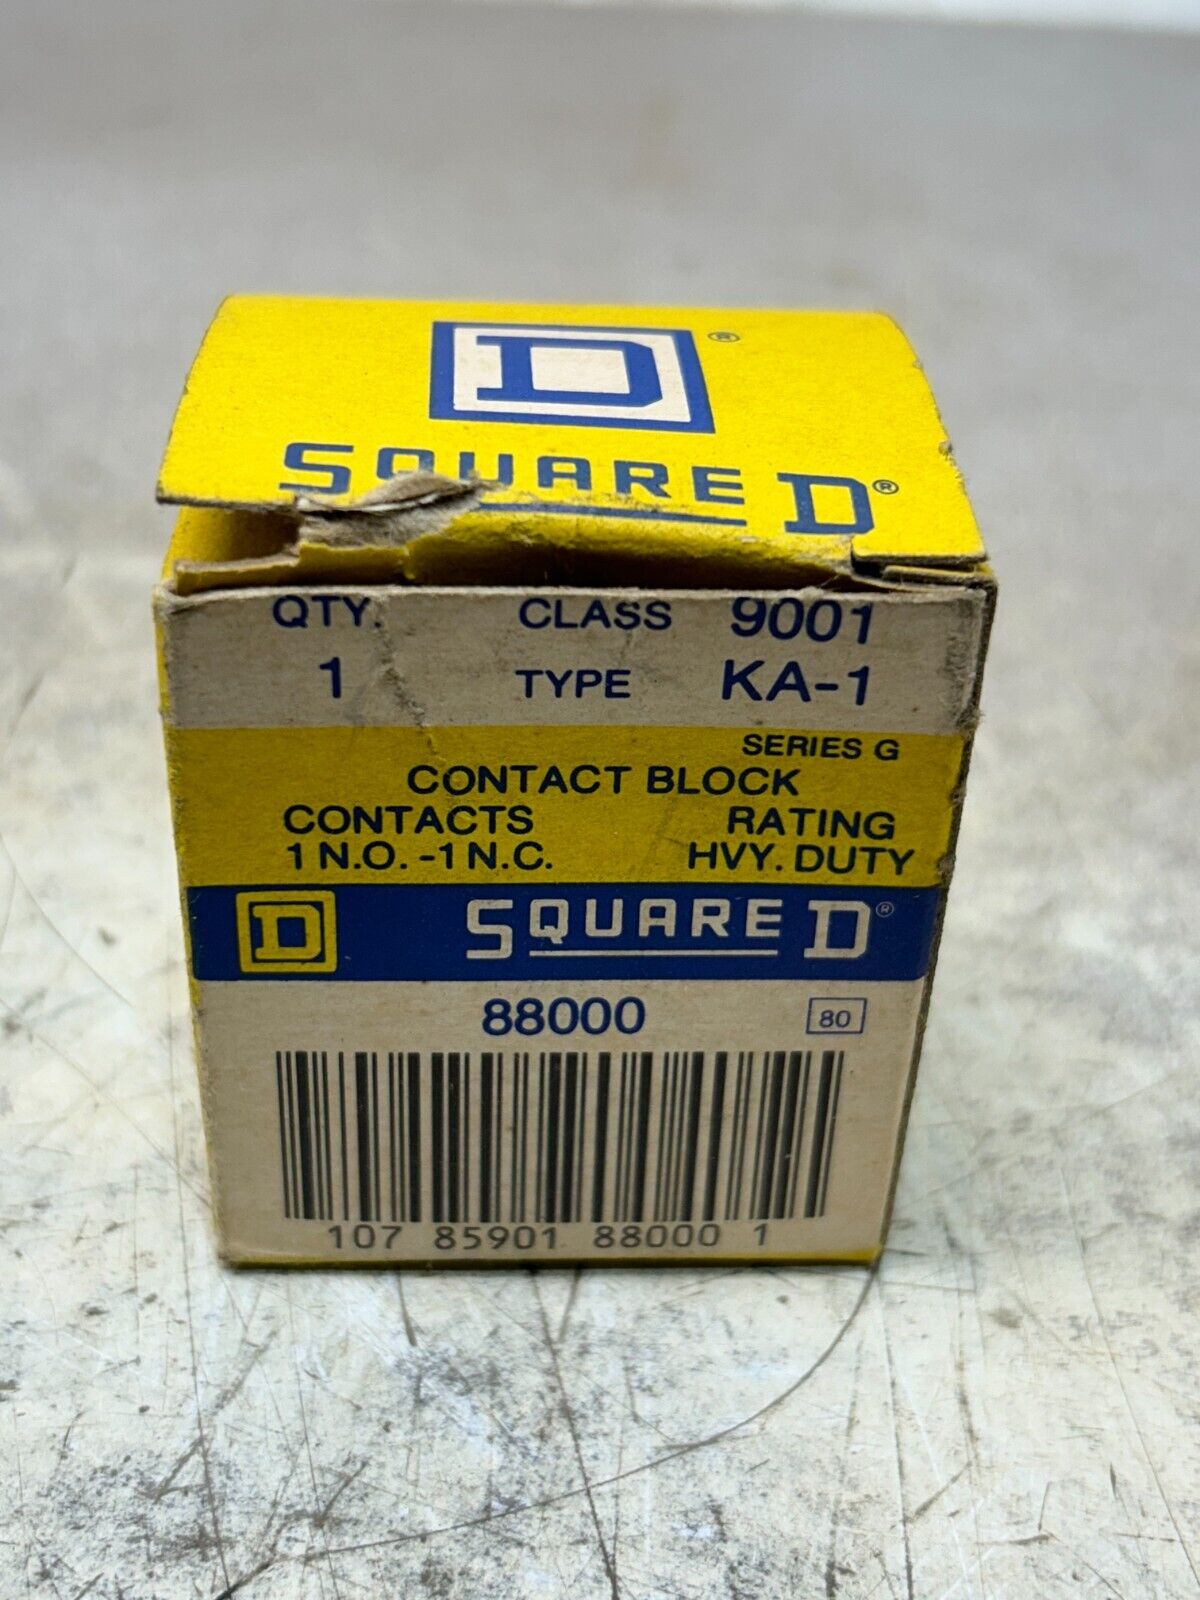 D®
SQUARE D®
QTY. CLASS 9001
1 TYPE KA-1
SERIES G
CONTACT BLOCK
CONTACTS RATING
1 N.O. -1 N.C. HVY. DUTY
D SQUARE D®
88000 80
107 85901 88000 1